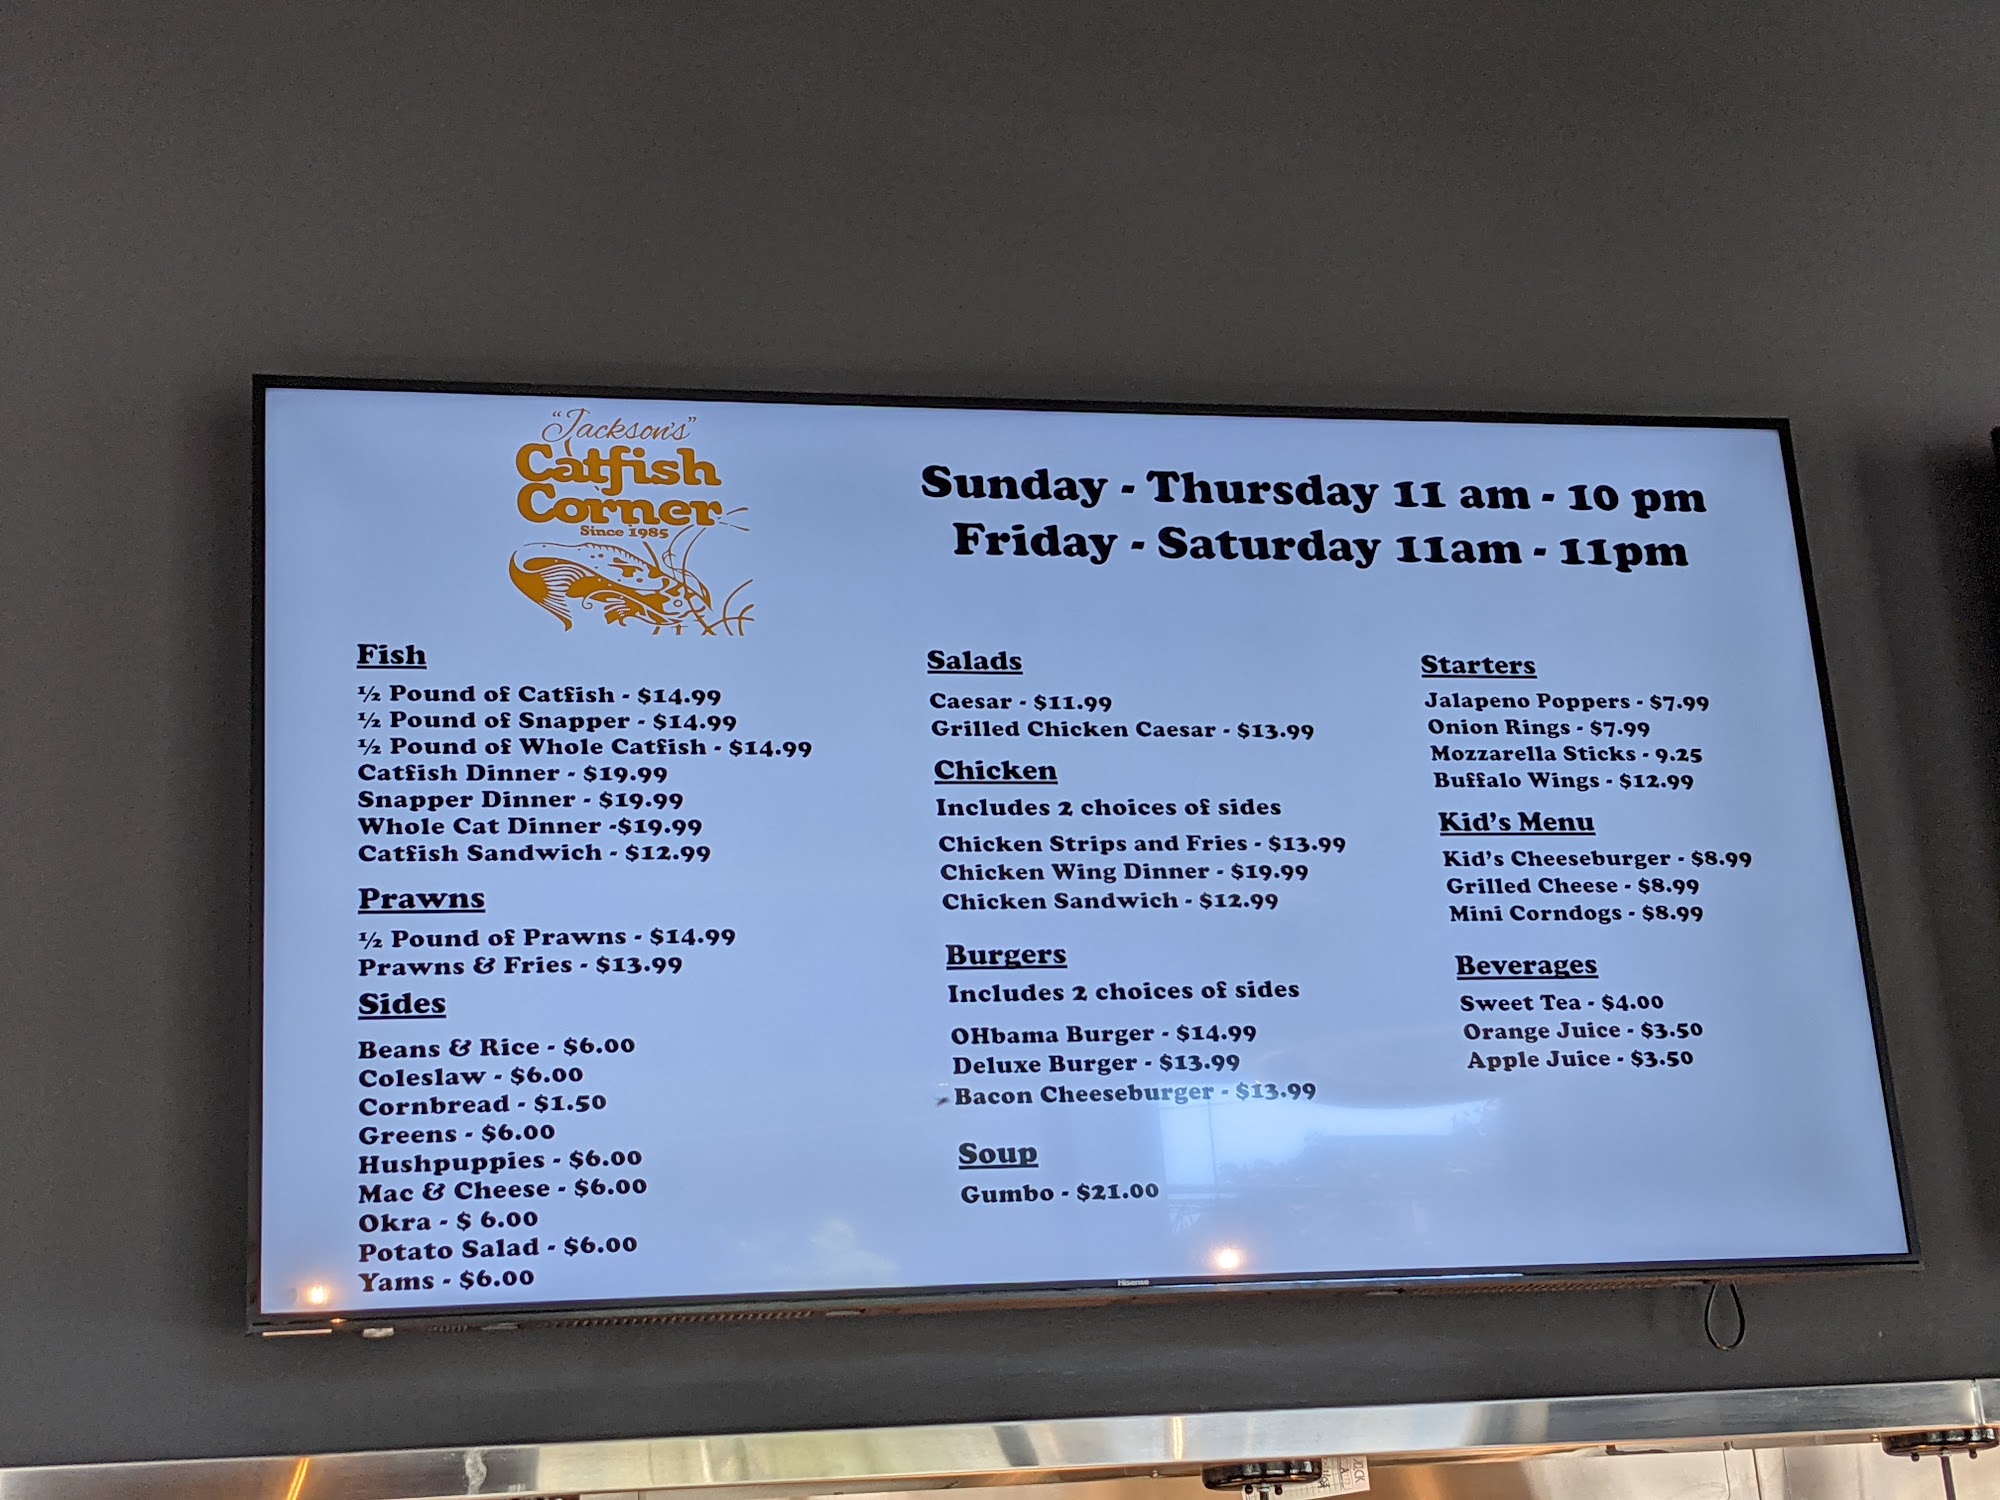 "Jackson's"
Catfish
Corner
Since 1985
Sunday - Thursday 11 am - 10 pm
Friday - Saturday 11am - 11pm
Fish
½ Pound of Catfish - $14.99
½ Pound of Snapper - $14.99
½ Pound of Whole Catfish - $14.99
Catfish Dinner - $19.99
Snapper Dinner - $19.99
Whole Cat Dinner -$19.99
Catfish Sandwich - $12.99
Prawns
½ Pound of Prawns - $14.99
Prawns & Fries - $13.99
Sides
Beans & Rice - $6.00
Coleslaw - $6.00
Cornbread - $1.50
Greens - $6.00
Hushpuppies - $6.00
Mac & Cheese - $6.00
Okra - $ 6.00
Potato Salad - $6.00
Yams - $6.00
Salads
Caesar - $11.99
Grilled Chicken Caesar - $13.99
Chicken
Includes 2 choices of sides
Chicken Strips and Fries - $13.99
Chicken Wing Dinner - $19.99
Chicken Sandwich - $12.99
Burgers
Includes 2 choices of sides
OHbama Burger - $14.99
Deluxe Burger - $13.99
Bacon Cheeseburger - $13.99
Soup
Gumbo - $21.00
Starters
Jalapeno Poppers - $7.99
Onion Rings - $7.99
Mozzarella Sticks - 9.25
Buffalo Wings - $12.99
Kid's Menu
Kid's Cheeseburger - $8.99
Grilled Cheese - $8.99
Mini Corndogs - $8.99
Beverages
Sweet Tea - $4.00
Orange Juice - $3.50
Apple Juice - $3.50
Hisense